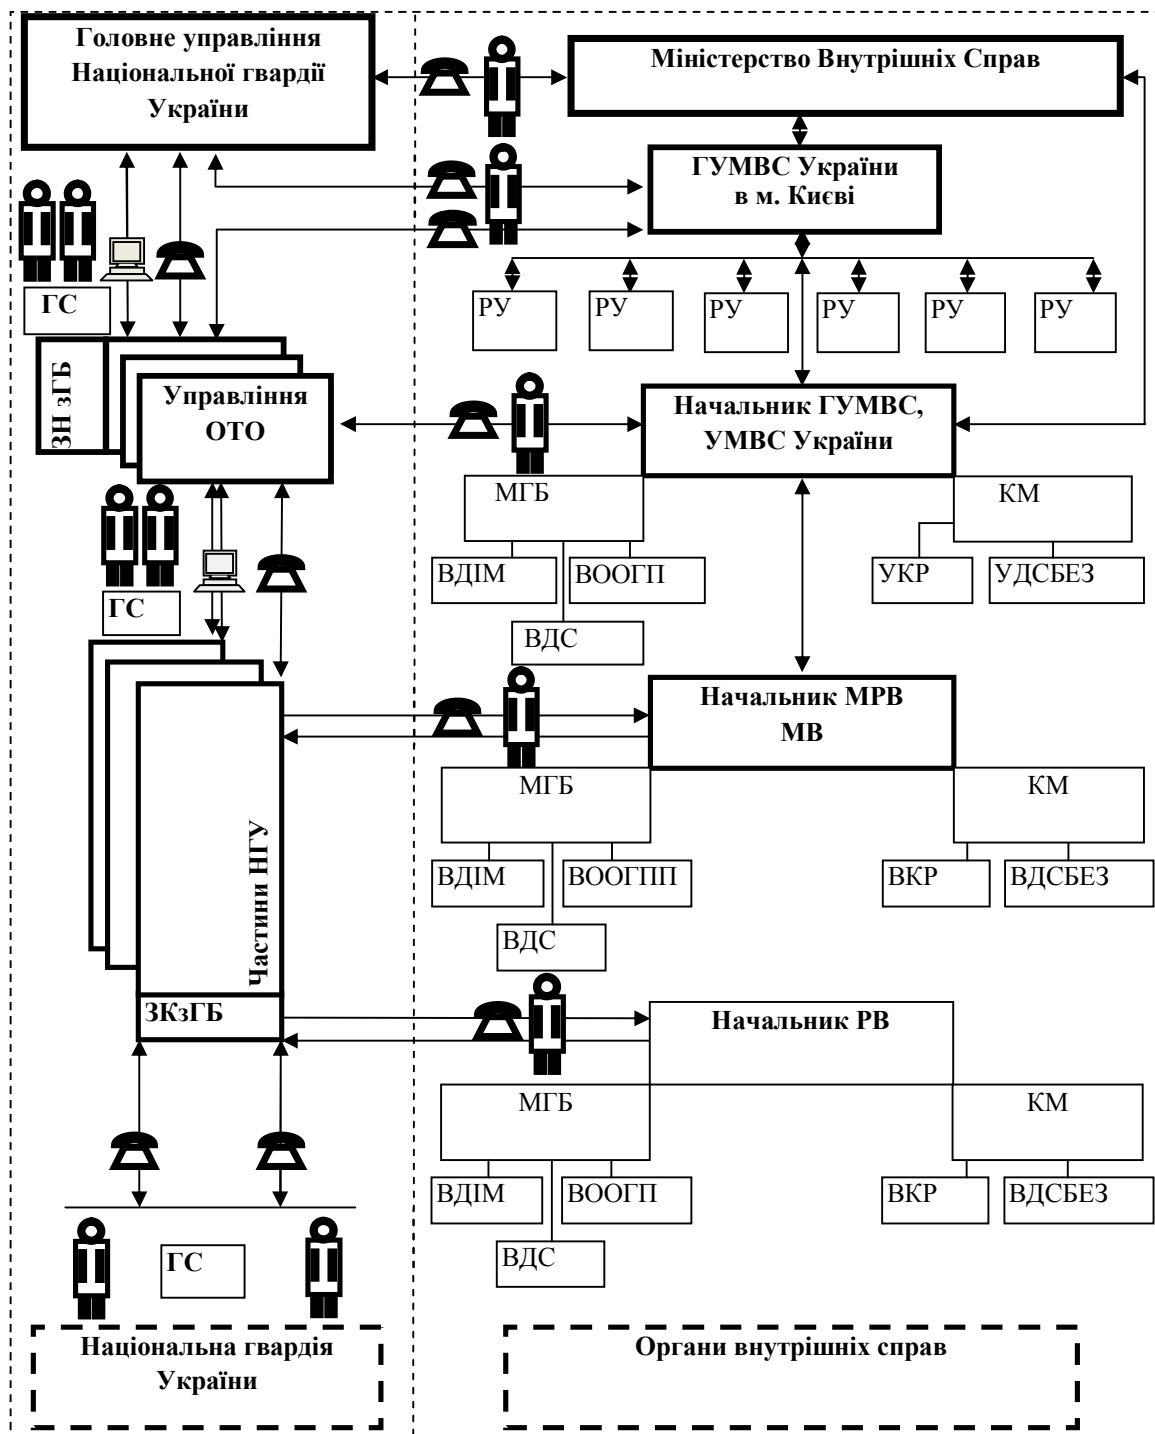 Головне управління
Національної гвардії
України
Міністерство Внутрішніх Справ
ГУМВС України
в м. Києві
ГС
РУ
РУ
РУ
РУ
РУ
РУ
ЗН зГБ
Управління
ОТО
Начальник ГУМВС,
УМВС України
МГБ
КМ
ВДІМ
ВООГП
УКР
УДСБЕЗ
ГС
ВДС
Начальник МРВ
МВ
МГБ
КМ
Частини НГУ
ВДІМ
ВООГПП
ВКР
ВДСБЕЗ
ВДС
ЗКзГБ
Начальник РВ
МГБ
КМ
ВДІМ
ВООГП
ВКР
ВДСБЕЗ
ВДС
ГС
Національна гвардія
України
Органи внутрішніх справ